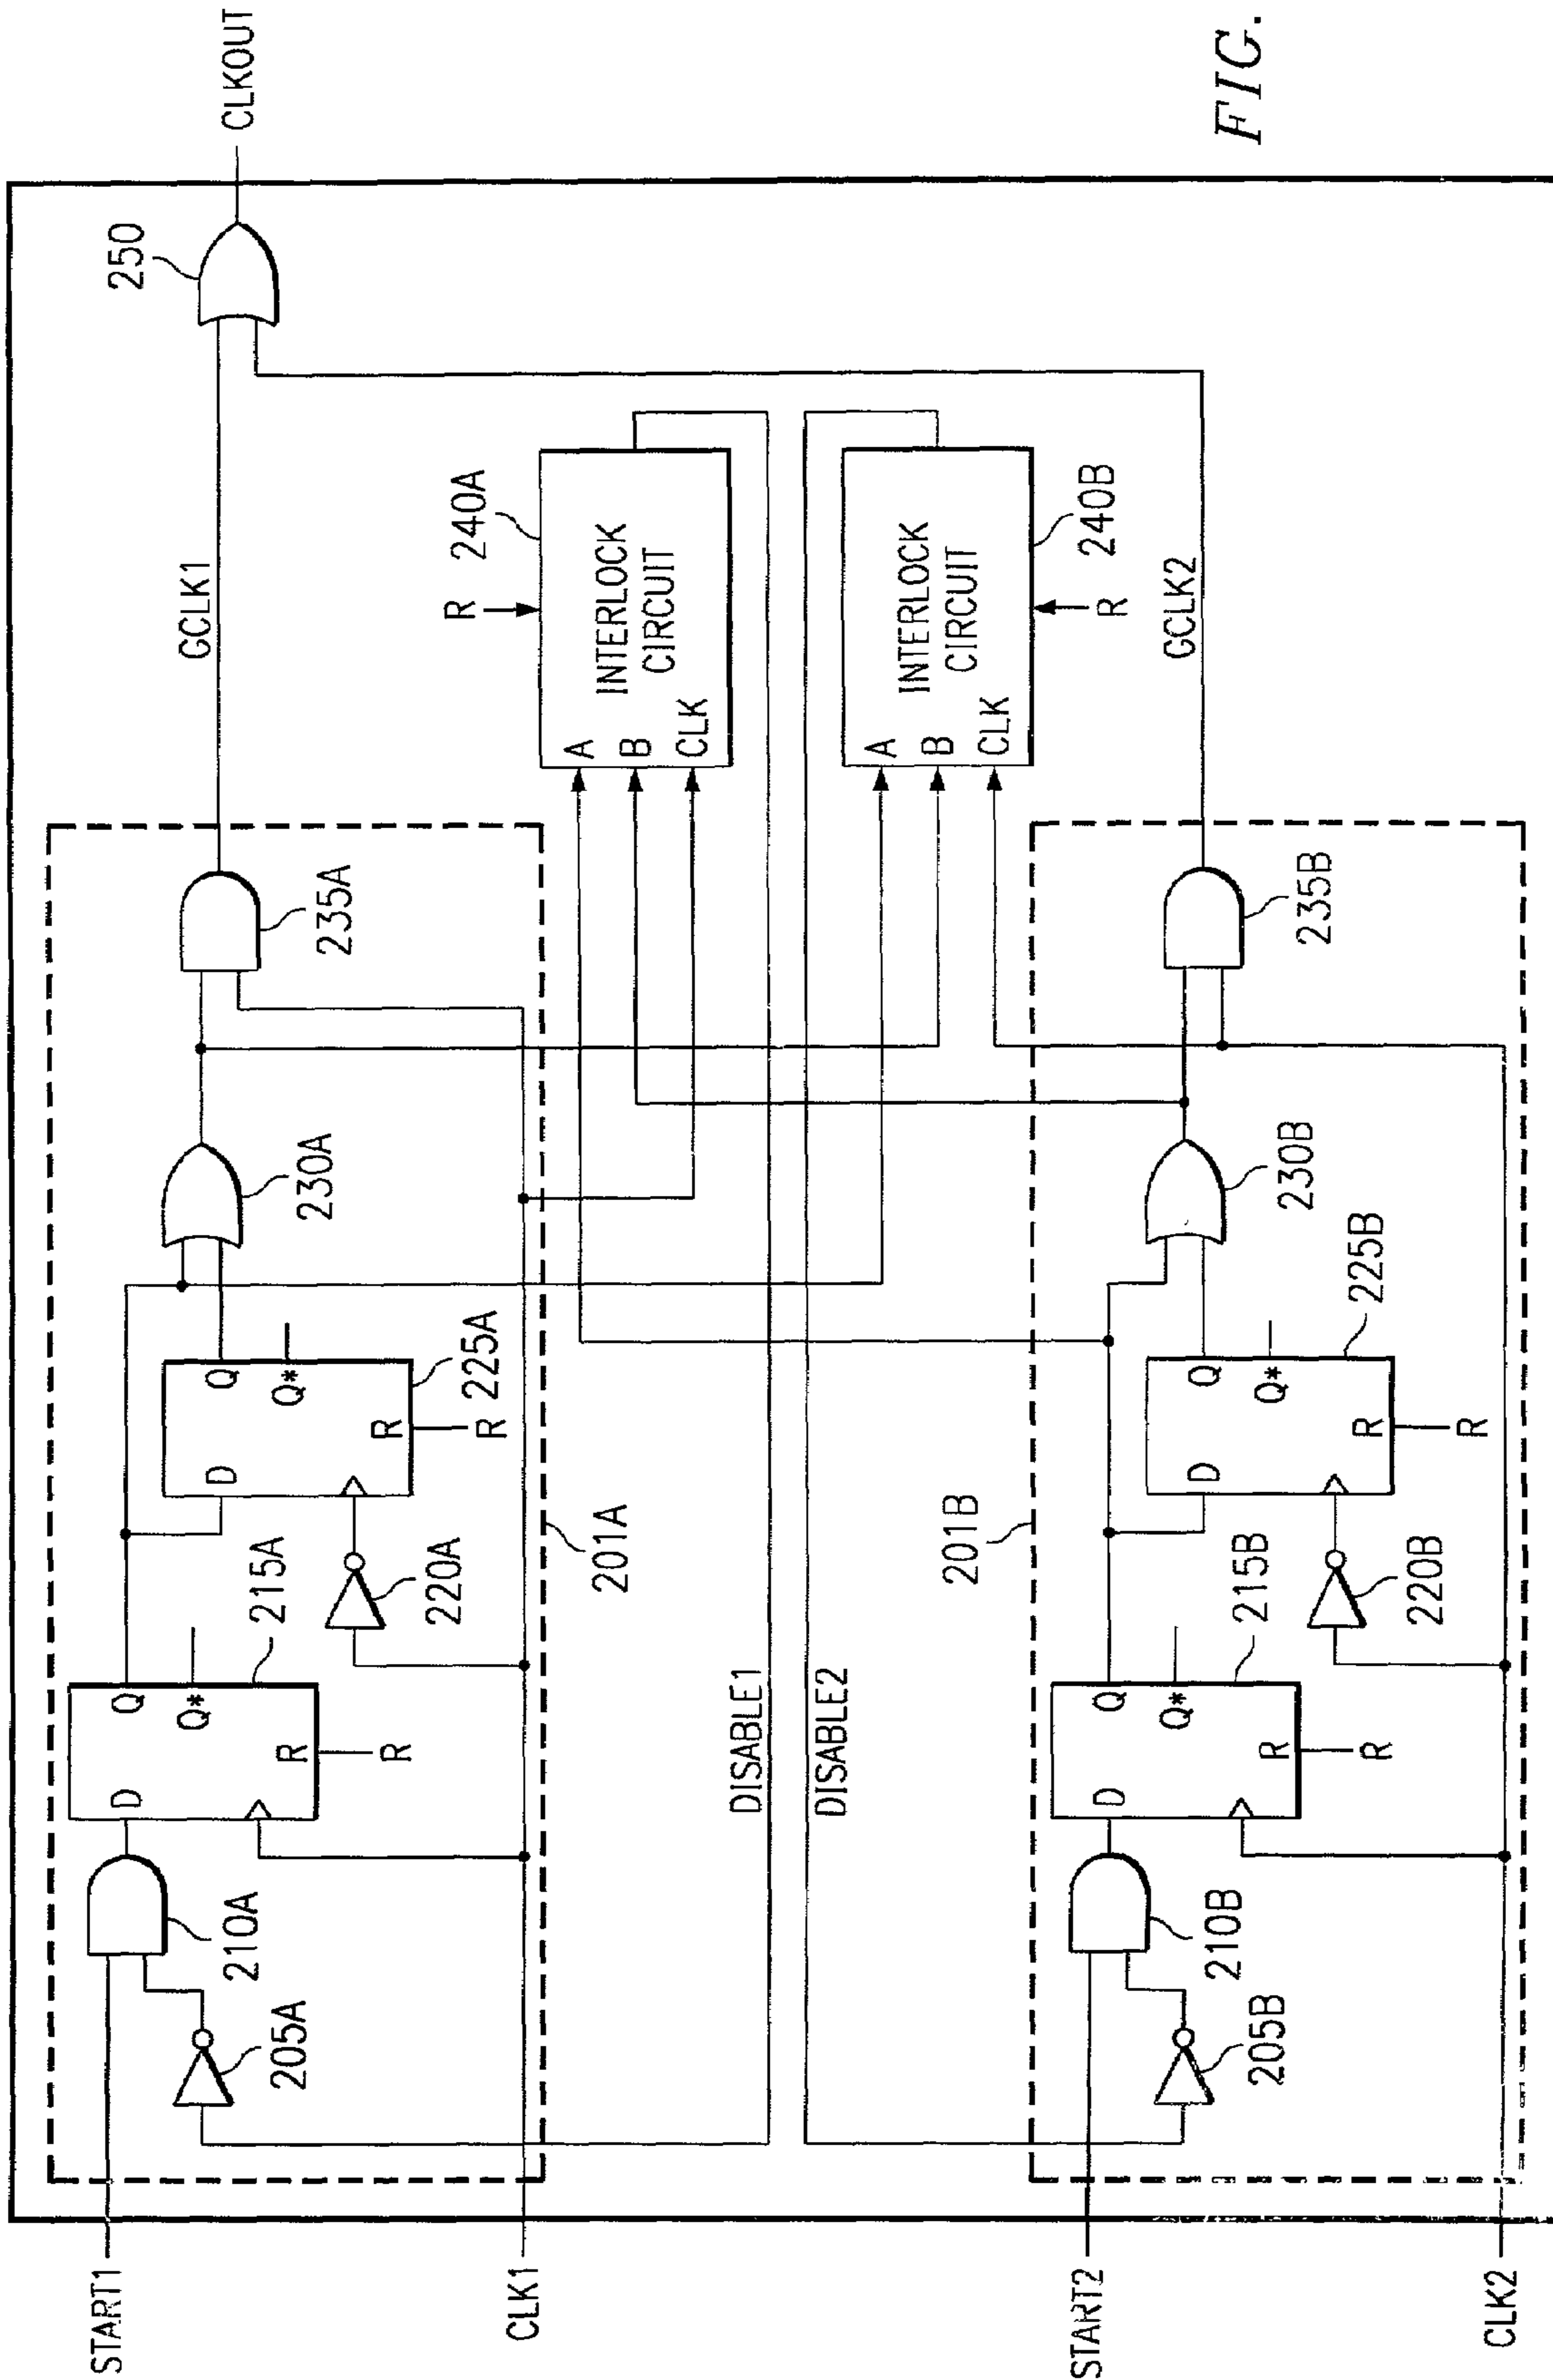 START1
CLK1
START2
CLK2
205A
210A
D
Q
Q*
R
R
215A
220A
D
Q
Q*
R
R
225A
230A
235A
201A
GCLK1
250
CLKOUT
R
240A
A
B
CLK
INTERLOCK
CIRCUIT
DISABLE1
DISABLE2
A
B
CLK
INTERLOCK
CIRCUIT
240B
R
GCLK2
201B
205B
210B
D
Q
Q*
R
R
215B
220B
D
Q
Q*
R
R
225B
230B
235B
FIG.